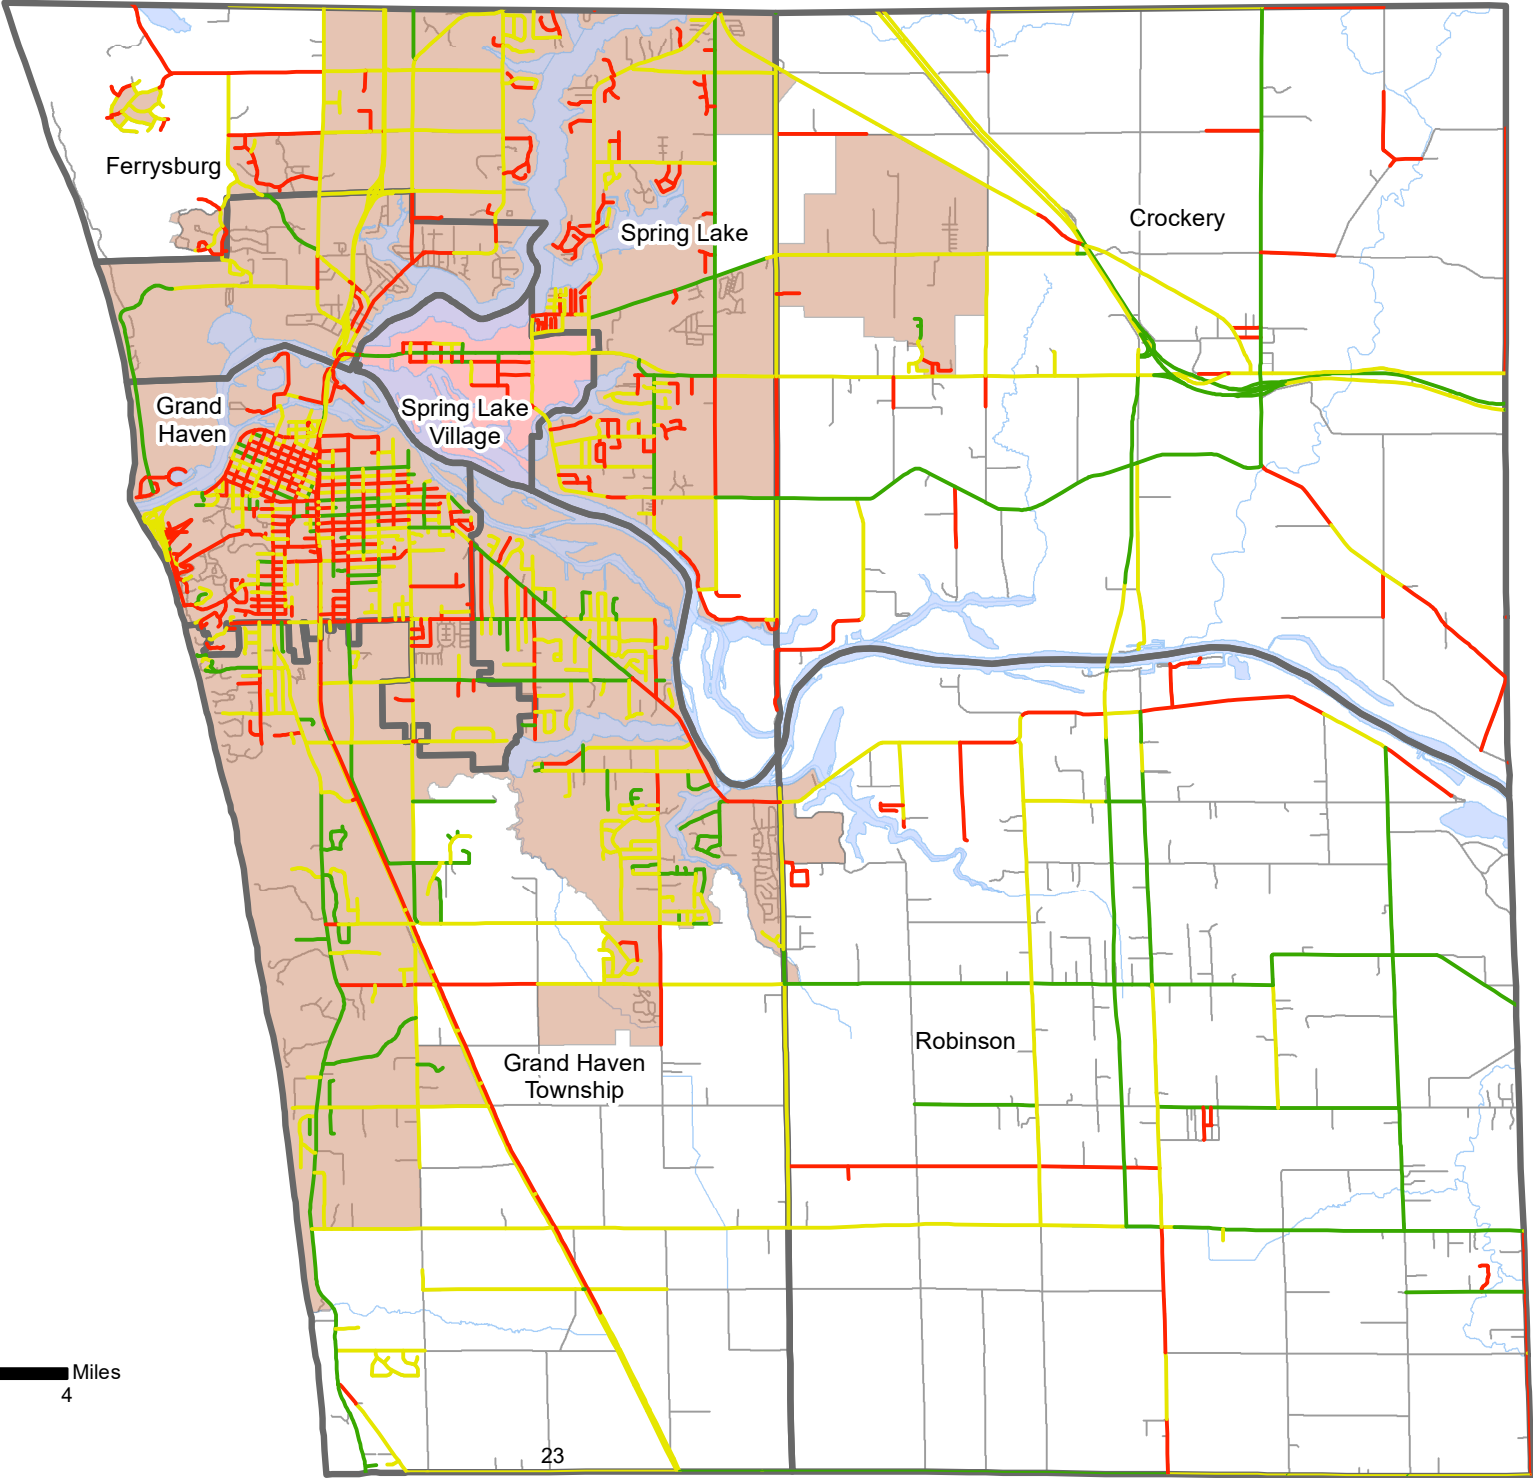 Ferrysburg
Spring Lake
Crockery
Grand
Haven
Spring Lake
Village
Robinson
Grand Haven
Township
Miles
4
23